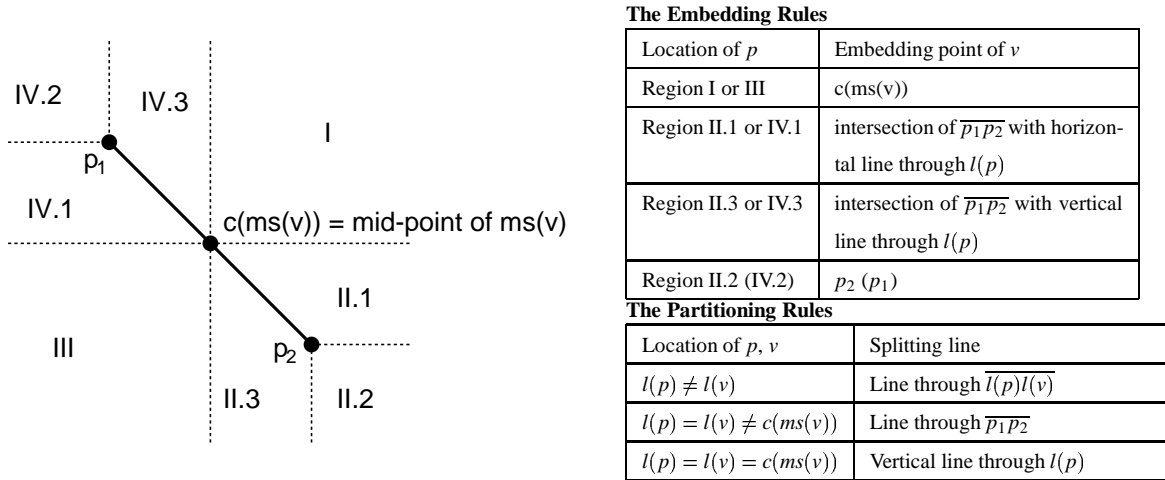 IV.2
IV.3
I
p1
IV.1
c(ms(v)) = mid-point of ms(v)
II.1
III
p2
II.3
II.2
The Embedding Rules
Location of p
Embedding point of v
Region I or III
c(ms(v))
Region II.1 or IV.1
intersection of p1p2 with horizon-
tal line through l(p)
Region II.3 or IV.3
intersection of p1p2 with vertical
line through l(p)
Region II.2 (IV.2)
p2 (p1)
The Partitioning Rules
Location of p, v
Splitting line
l(p) ≠ l(v)
Line through l(p)l(v)
l(p) = l(v) ≠ c(ms(v))
Line through p1p2
l(p) = l(v) = c(ms(v))
Vertical line through l(p)